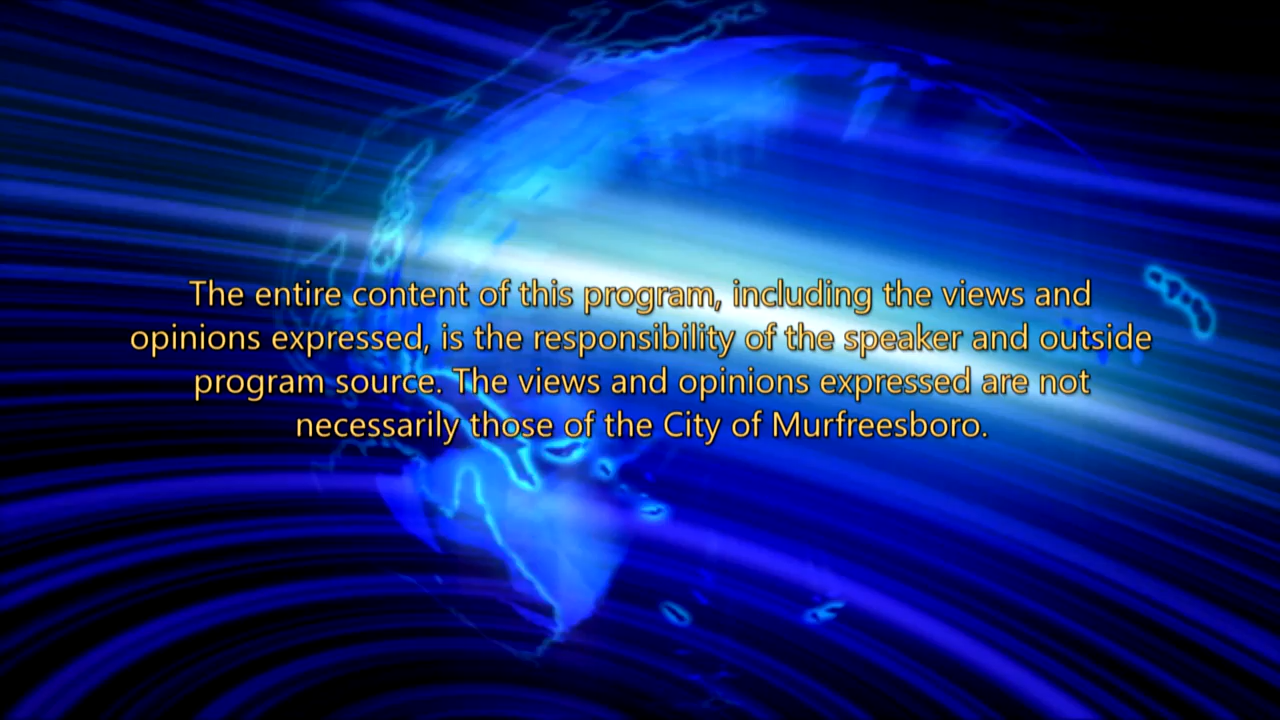 The entire content of this program, including the views and
opinions expressed, is the responsibility of the speaker and outside
program source. The views and opinions expressed are not
necessarily those of the City of Murfreesboro.